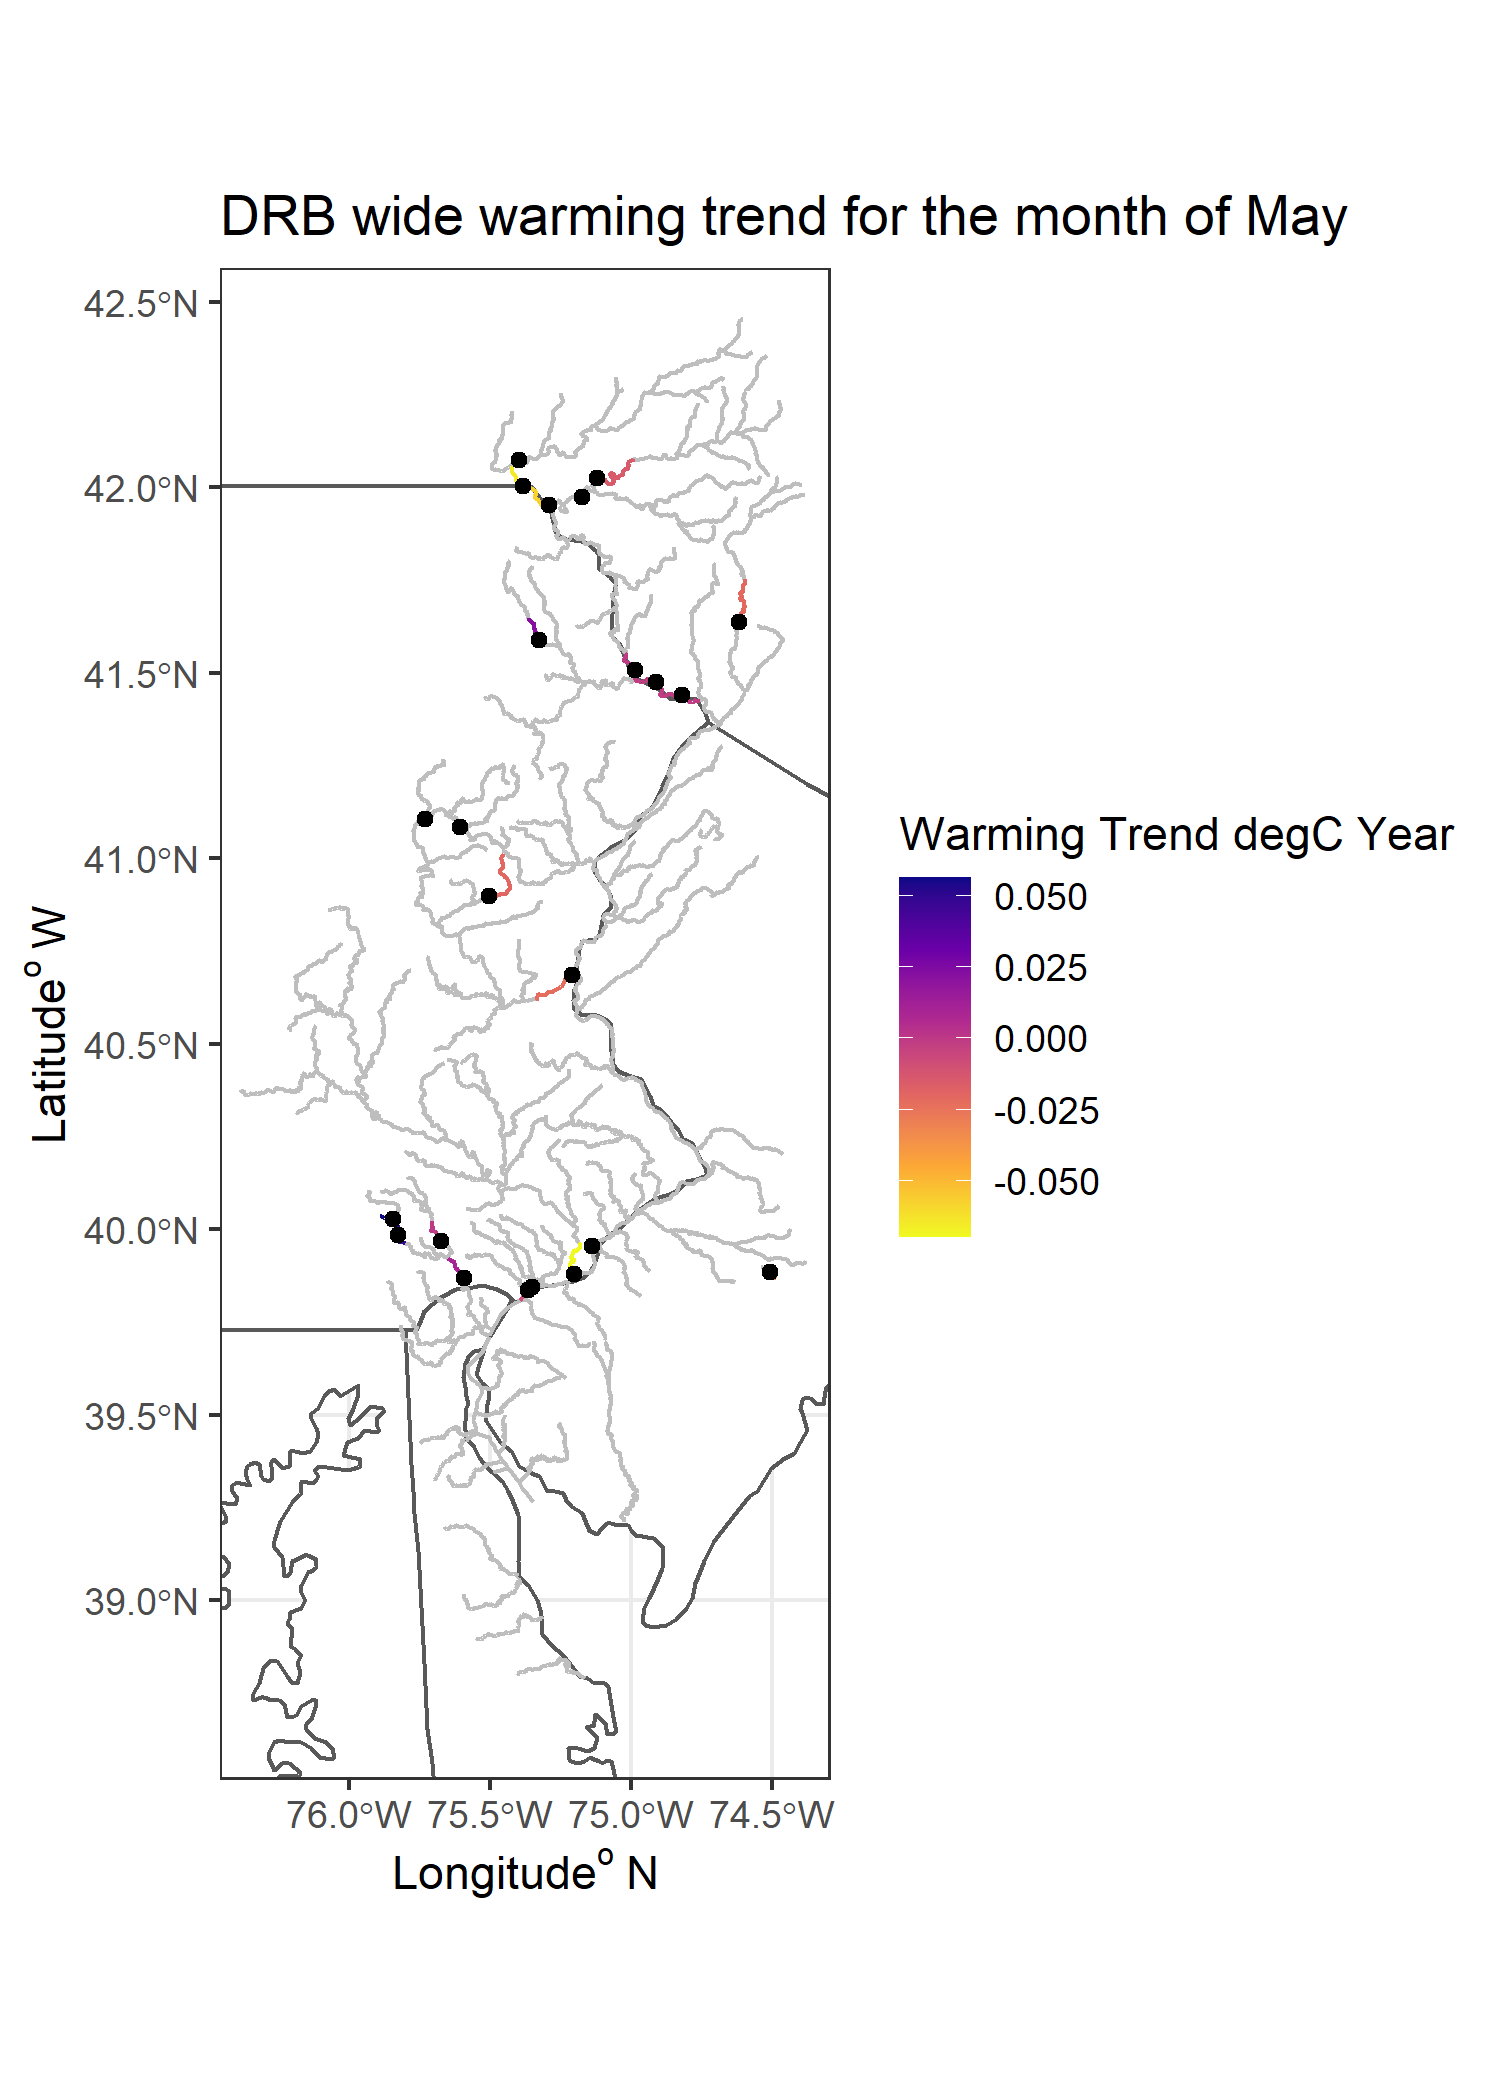 DRB wide warming trend for the month of May
42.5°N
42.0°N
41.5°N
41.0°N
40.5°N
40.0°N
39.5°N
39.0°N
Latitude° W
76.0°W 75.5°W 75.0°W 74.5°W
Longitude° N
Warming Trend degC Year
0.050
0.025
0.000
-0.025
-0.050